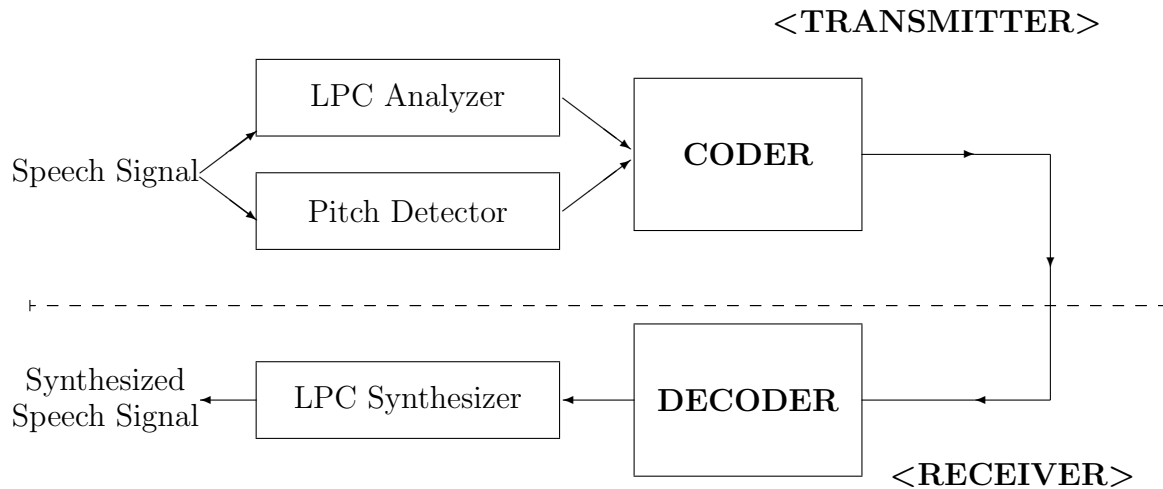 <TRANSMITTER>
LPC Analyzer
Speech Signal
Pitch Detector
CODER
Synthesized
Speech Signal
LPC Synthesizer
DECODER
<RECEIVER>